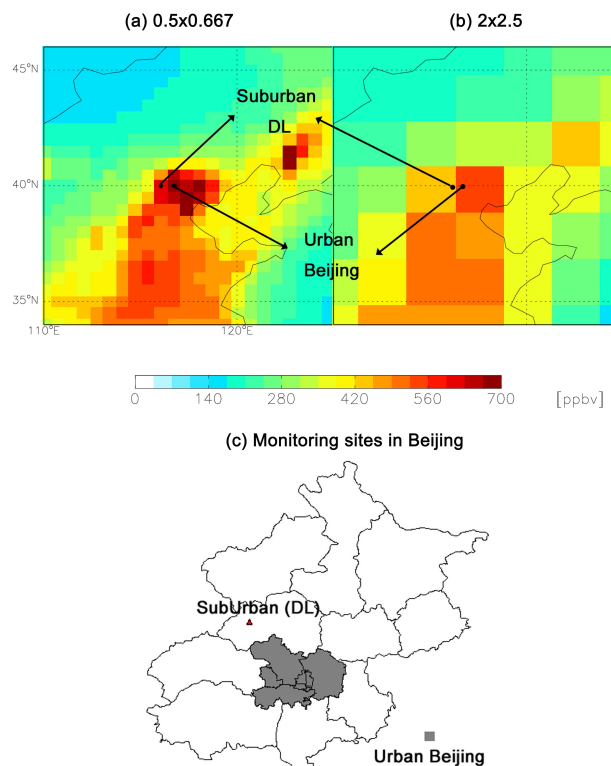 (a) 0.5x0.667
(b) 2x2.5
45°N
40°N
35°N
110°E
120°E
Suburban
DL
Urban
Beijing
0 140 280 420 560 700 [ppbv]
(c) Monitoring sites in Beijing
SubUrban (DL)
Urban Beijing